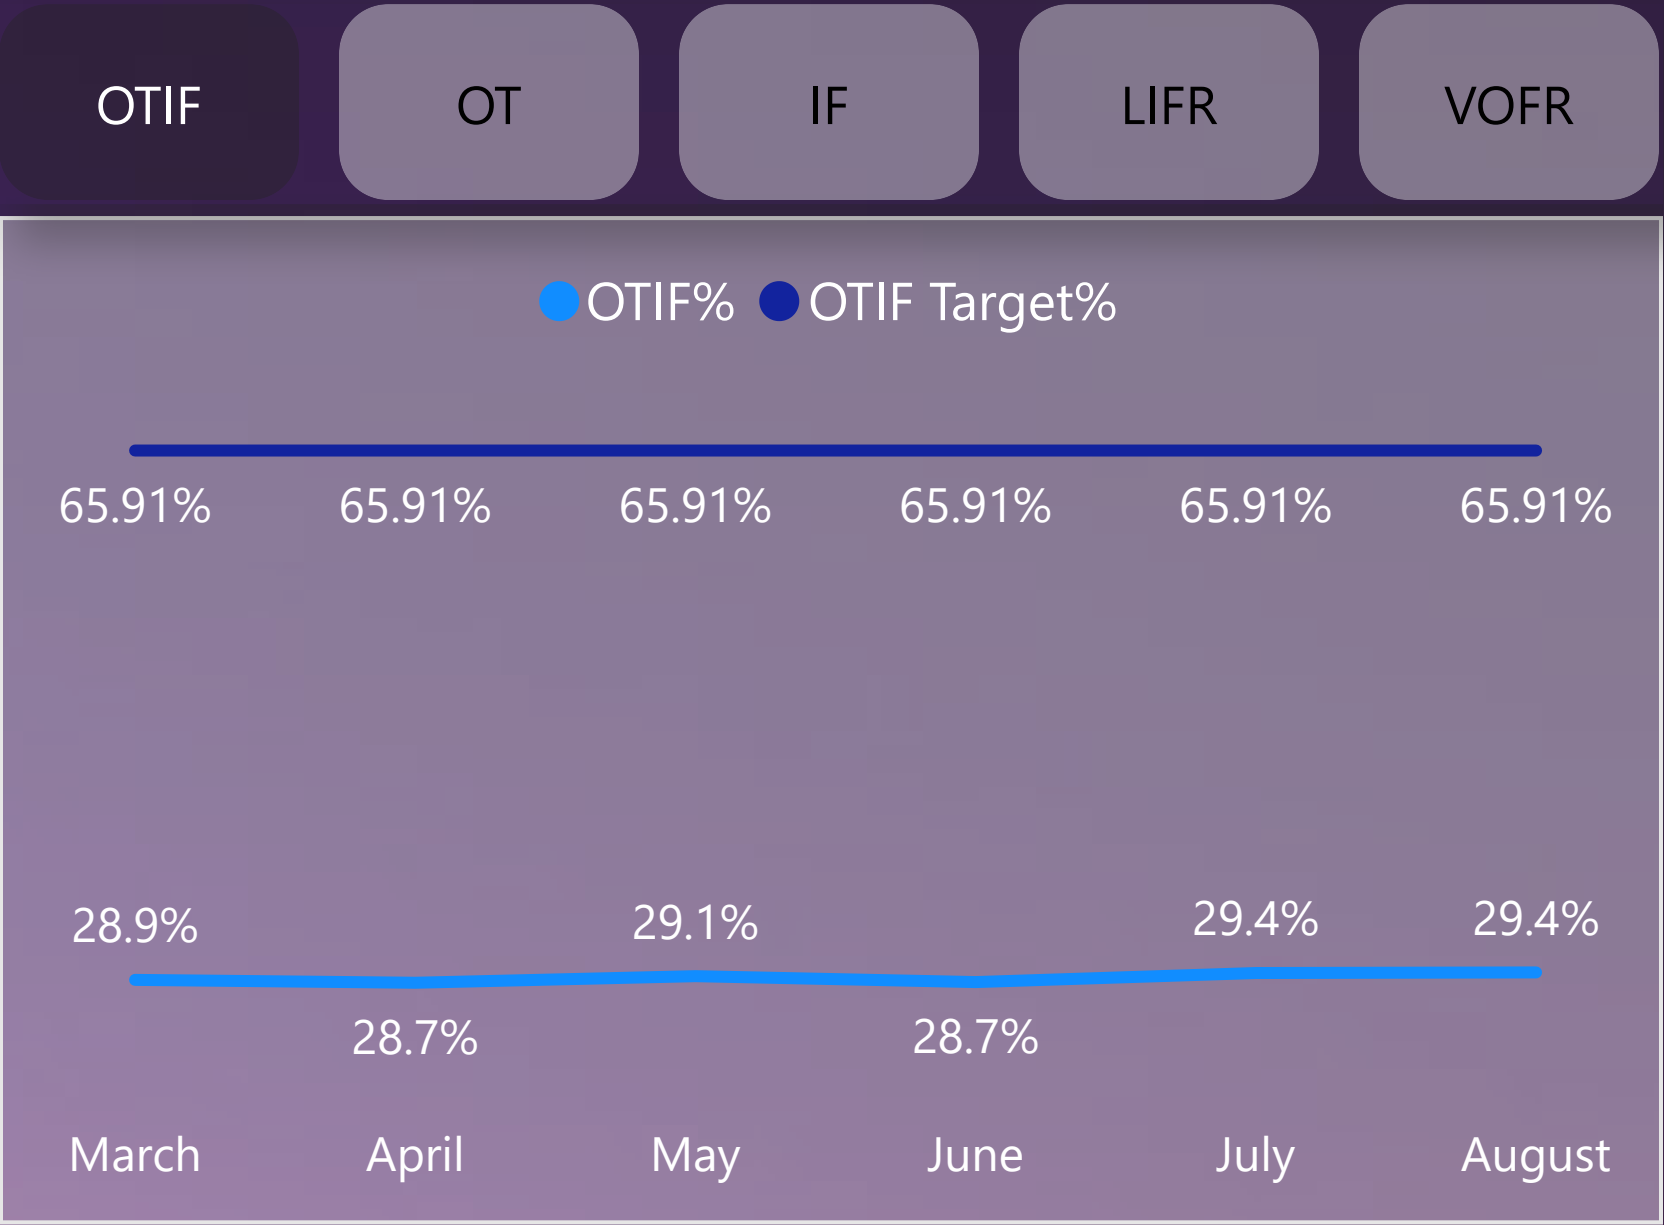 OTIF OT IF LIFR VOFR
OTIF% OTIF Target%
65.91% 65.91% 65.91% 65.91% 65.91% 65.91%
28.9% 28.7% 29.1% 28.7% 29.4% 29.4%
March April May June July August